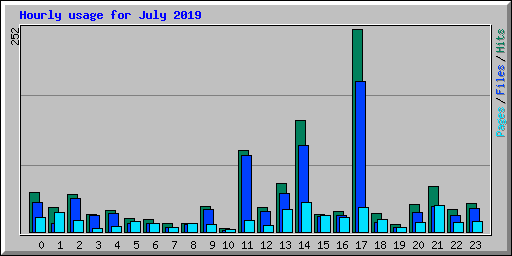 Hourly usage for July 2019
252
Pages / Files / Hits
0 1 2 3 4 5 6 7 8 9 10 11 12 13 14 15 16 17 18 19 20 21 22 23